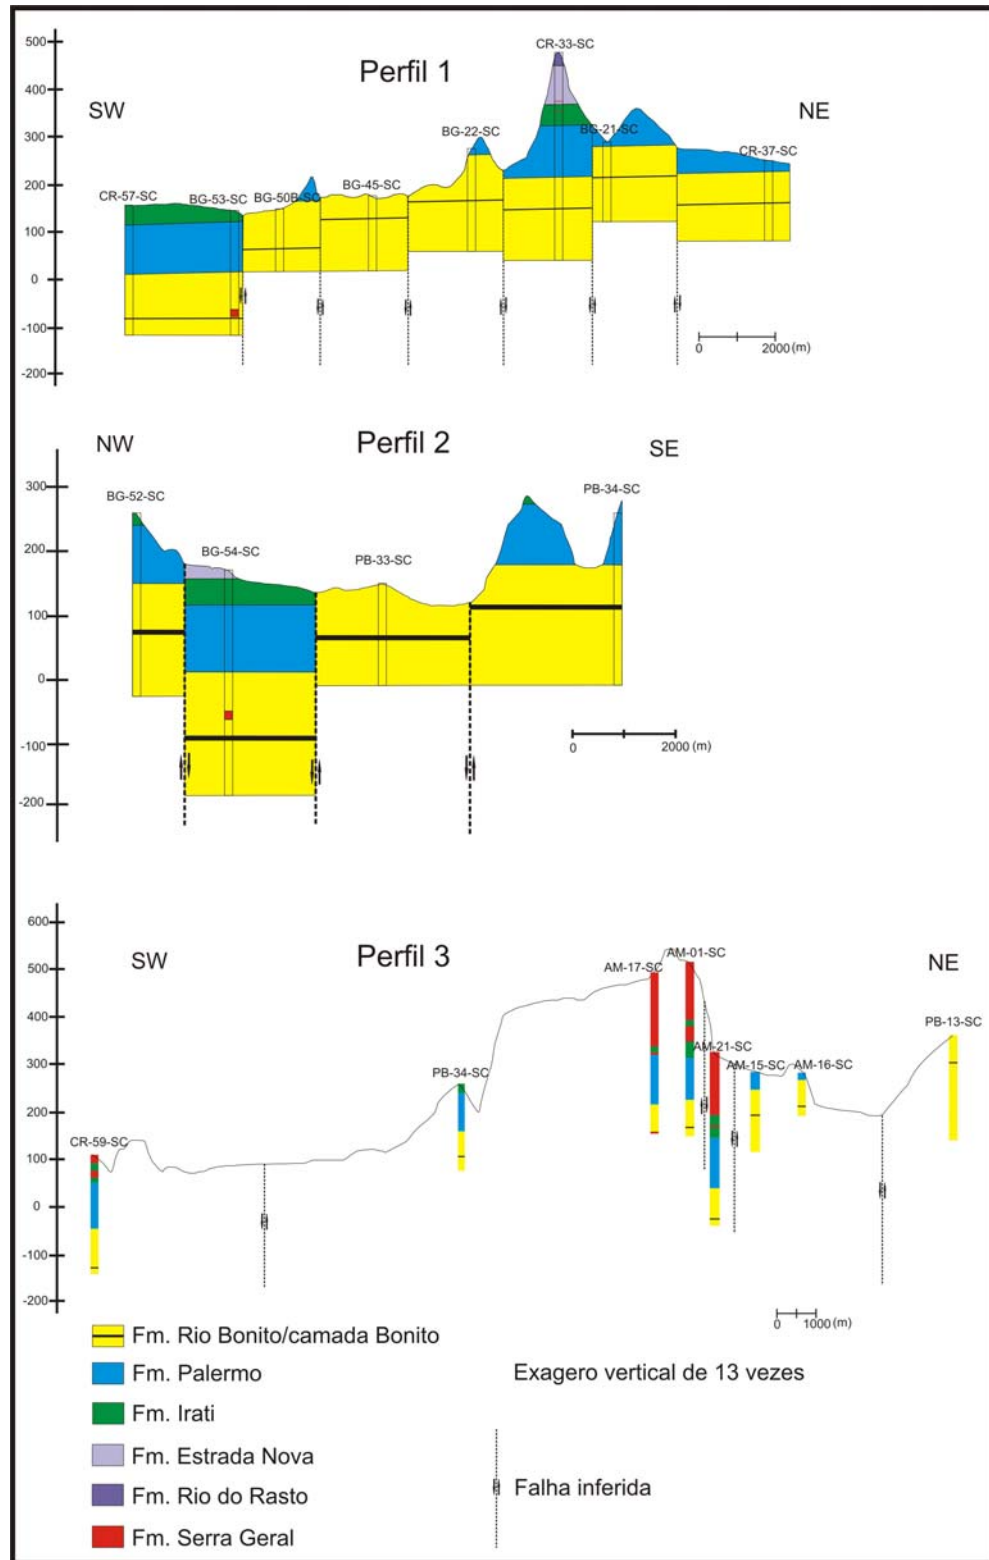 Perfil 1
SW
NE
500
400
300
200
100
0
-100
-200
CR-57-SC
BG-53-SC
BG-50B-SC
BG-45-SC
BG-22-SC
CR-33-SC
BG-21-SC
CR-37-SC
0 2000 (m)
Perfil 2
NW
SE
300
200
100
0
-100
-200
BG-52-SC
BG-54-SC
PB-33-SC
PB-34-SC
0 2000 (m)
Perfil 3
SW
NE
600
500
400
300
200
100
0
-100
-200
CR-59-SC
PB-34-SC
AM-17-SC
AM-01-SC
AM-21-SC
AM-15-SC
AM-16-SC
PB-13-SC
0 1000 (m)
Fm. Rio Bonito/camada Bonito
Fm. Palermo
Fm. Irati
Fm. Estrada Nova
Fm. Rio do Rasto
Fm. Serra Geral
Exagero vertical de 13 vezes
Falha inferida